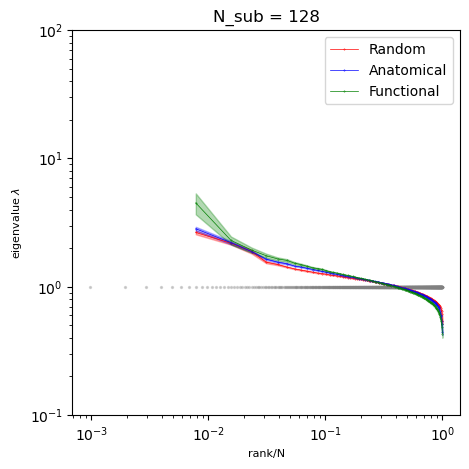 N_sub = 128
10²
10¹
10⁰
10⁻¹
eigenvalue λ
Random
Anatomical
Functional
10⁻³
10⁻²
10⁻¹
10⁰
rank/N